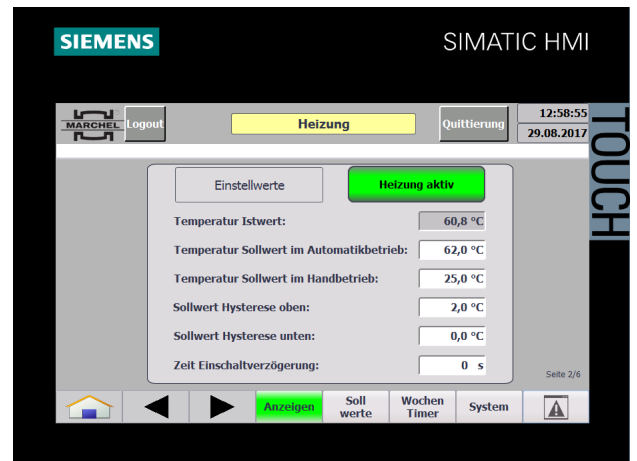 SIEMENS
SIMATIC HMI
MARCHEL
Logout
Heizung
Quittierung
12:58:55
29.08.2017
TOUCH
Einstellwerte
Heizung aktiv
Temperatur Istwert: 60,8 °C
Temperatur Sollwert im Automatikbetrieb: 62,0 °C
Temperatur Sollwert im Handbetrieb: 25,0 °C
Sollwert Hysterese oben: 2,0 °C
Sollwert Hysterese unten: 0,0 °C
Zeit Einschaltverzögerung: 0 s
Seite 2/6
Anzeigen
Soll
werte
Wochen
Timer
System
A